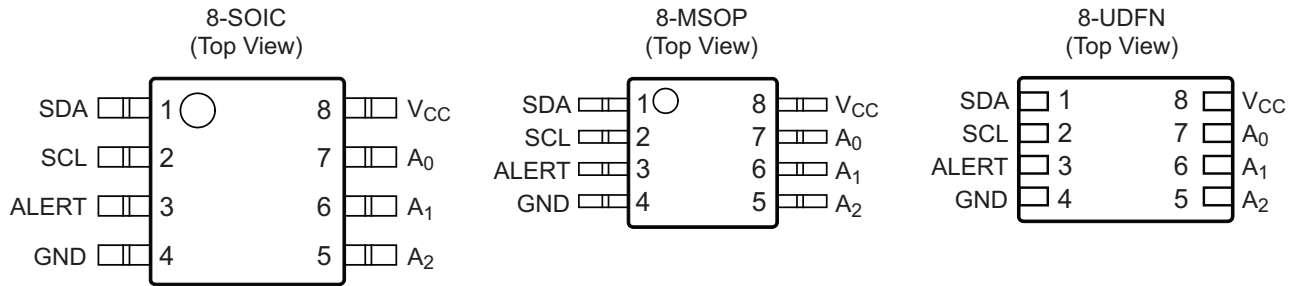 8-SOIC
(Top View)
SDA 1 8 VCC
SCL 2 7 A0
ALERT 3 6 A1
GND 4 5 A2
8-MSOP
(Top View)
SDA 1 8 VCC
SCL 2 7 A0
ALERT 3 6 A1
GND 4 5 A2
8-UDFN
(Top View)
SDA 1 8 VCC
SCL 2 7 A0
ALERT 3 6 A1
GND 4 5 A2